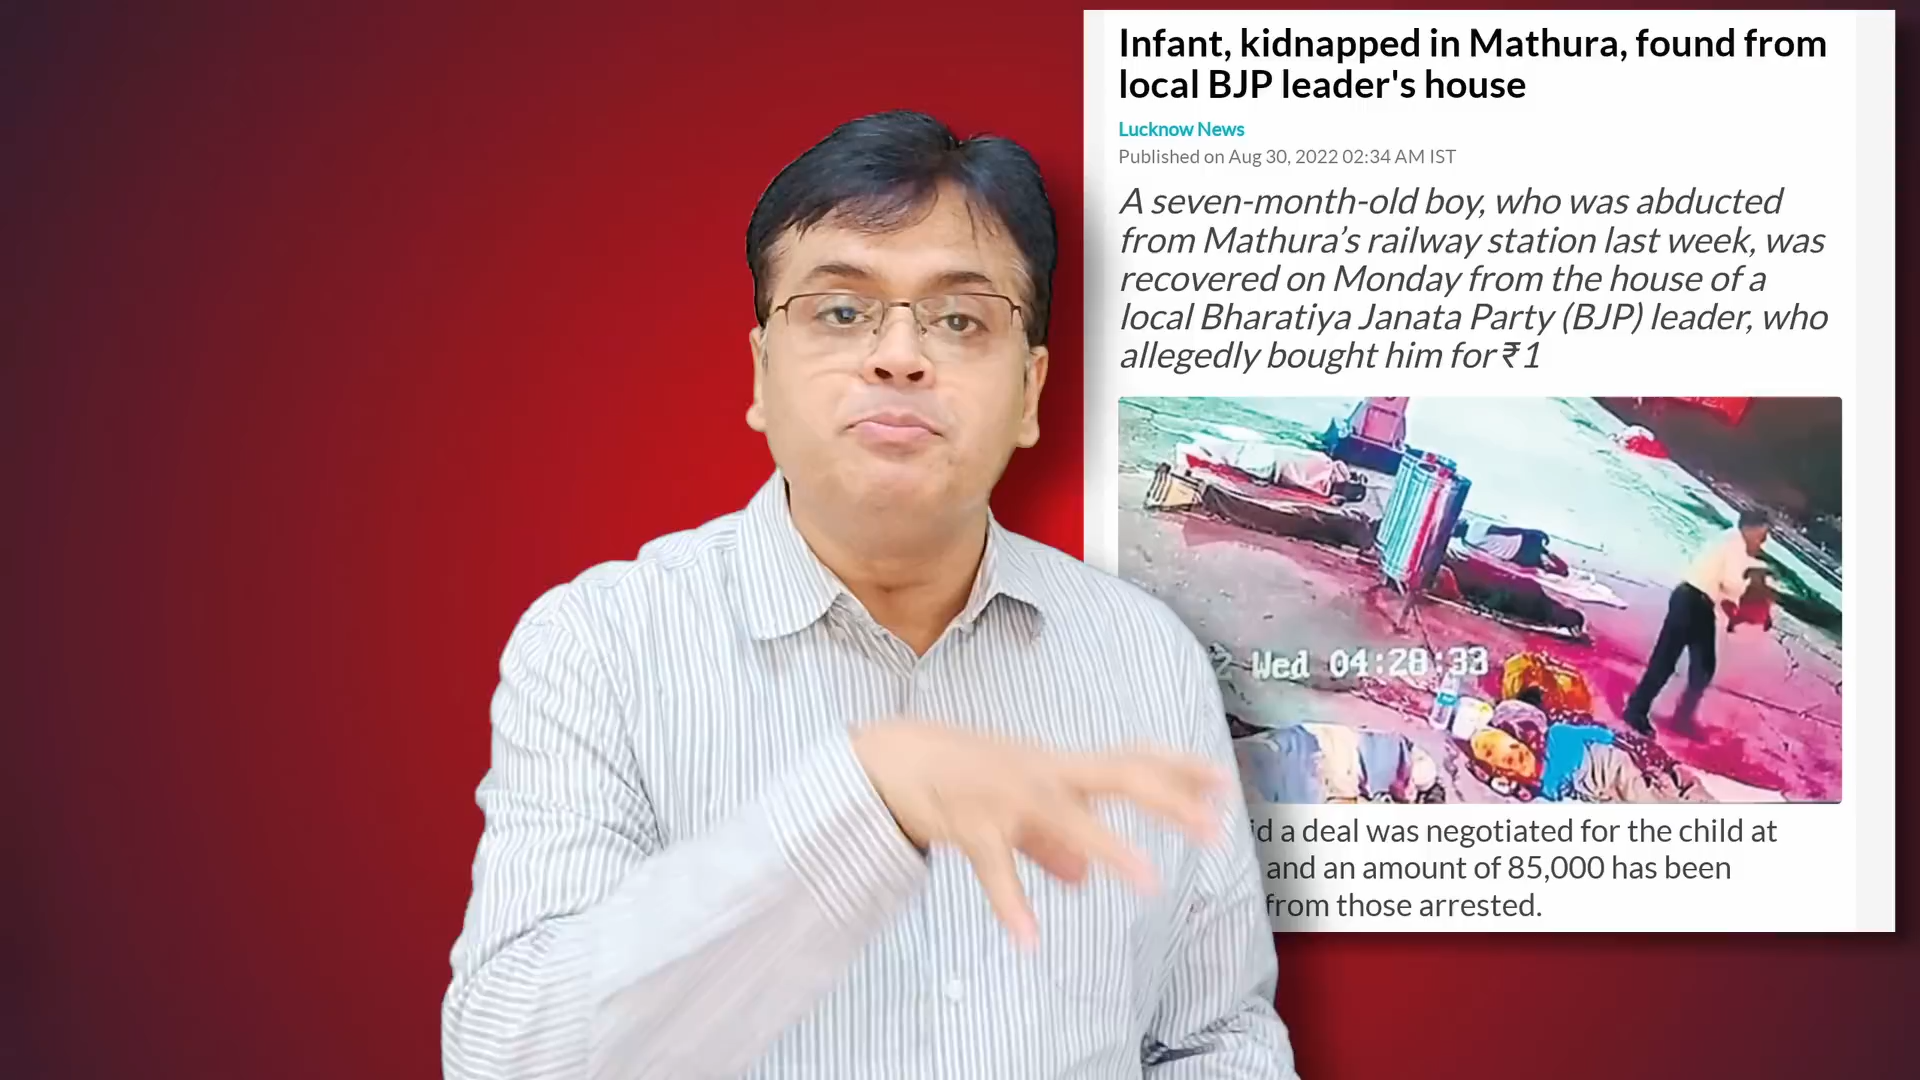 Infant, kidnapped in Mathura, found from
local BJP leader's house
Lucknow News
Published on Aug 30, 2022 02:34 AM IST
A seven-month-old boy, who was abducted
from Mathura's railway station last week, was
recovered on Monday from the house of a
local Bharatiya Janata Party (BJP) leader, who
allegedly bought him for ₹1
Wed 04:28:33
a deal was negotiated for the child at
and an amount of 85,000 has been
from those arrested.